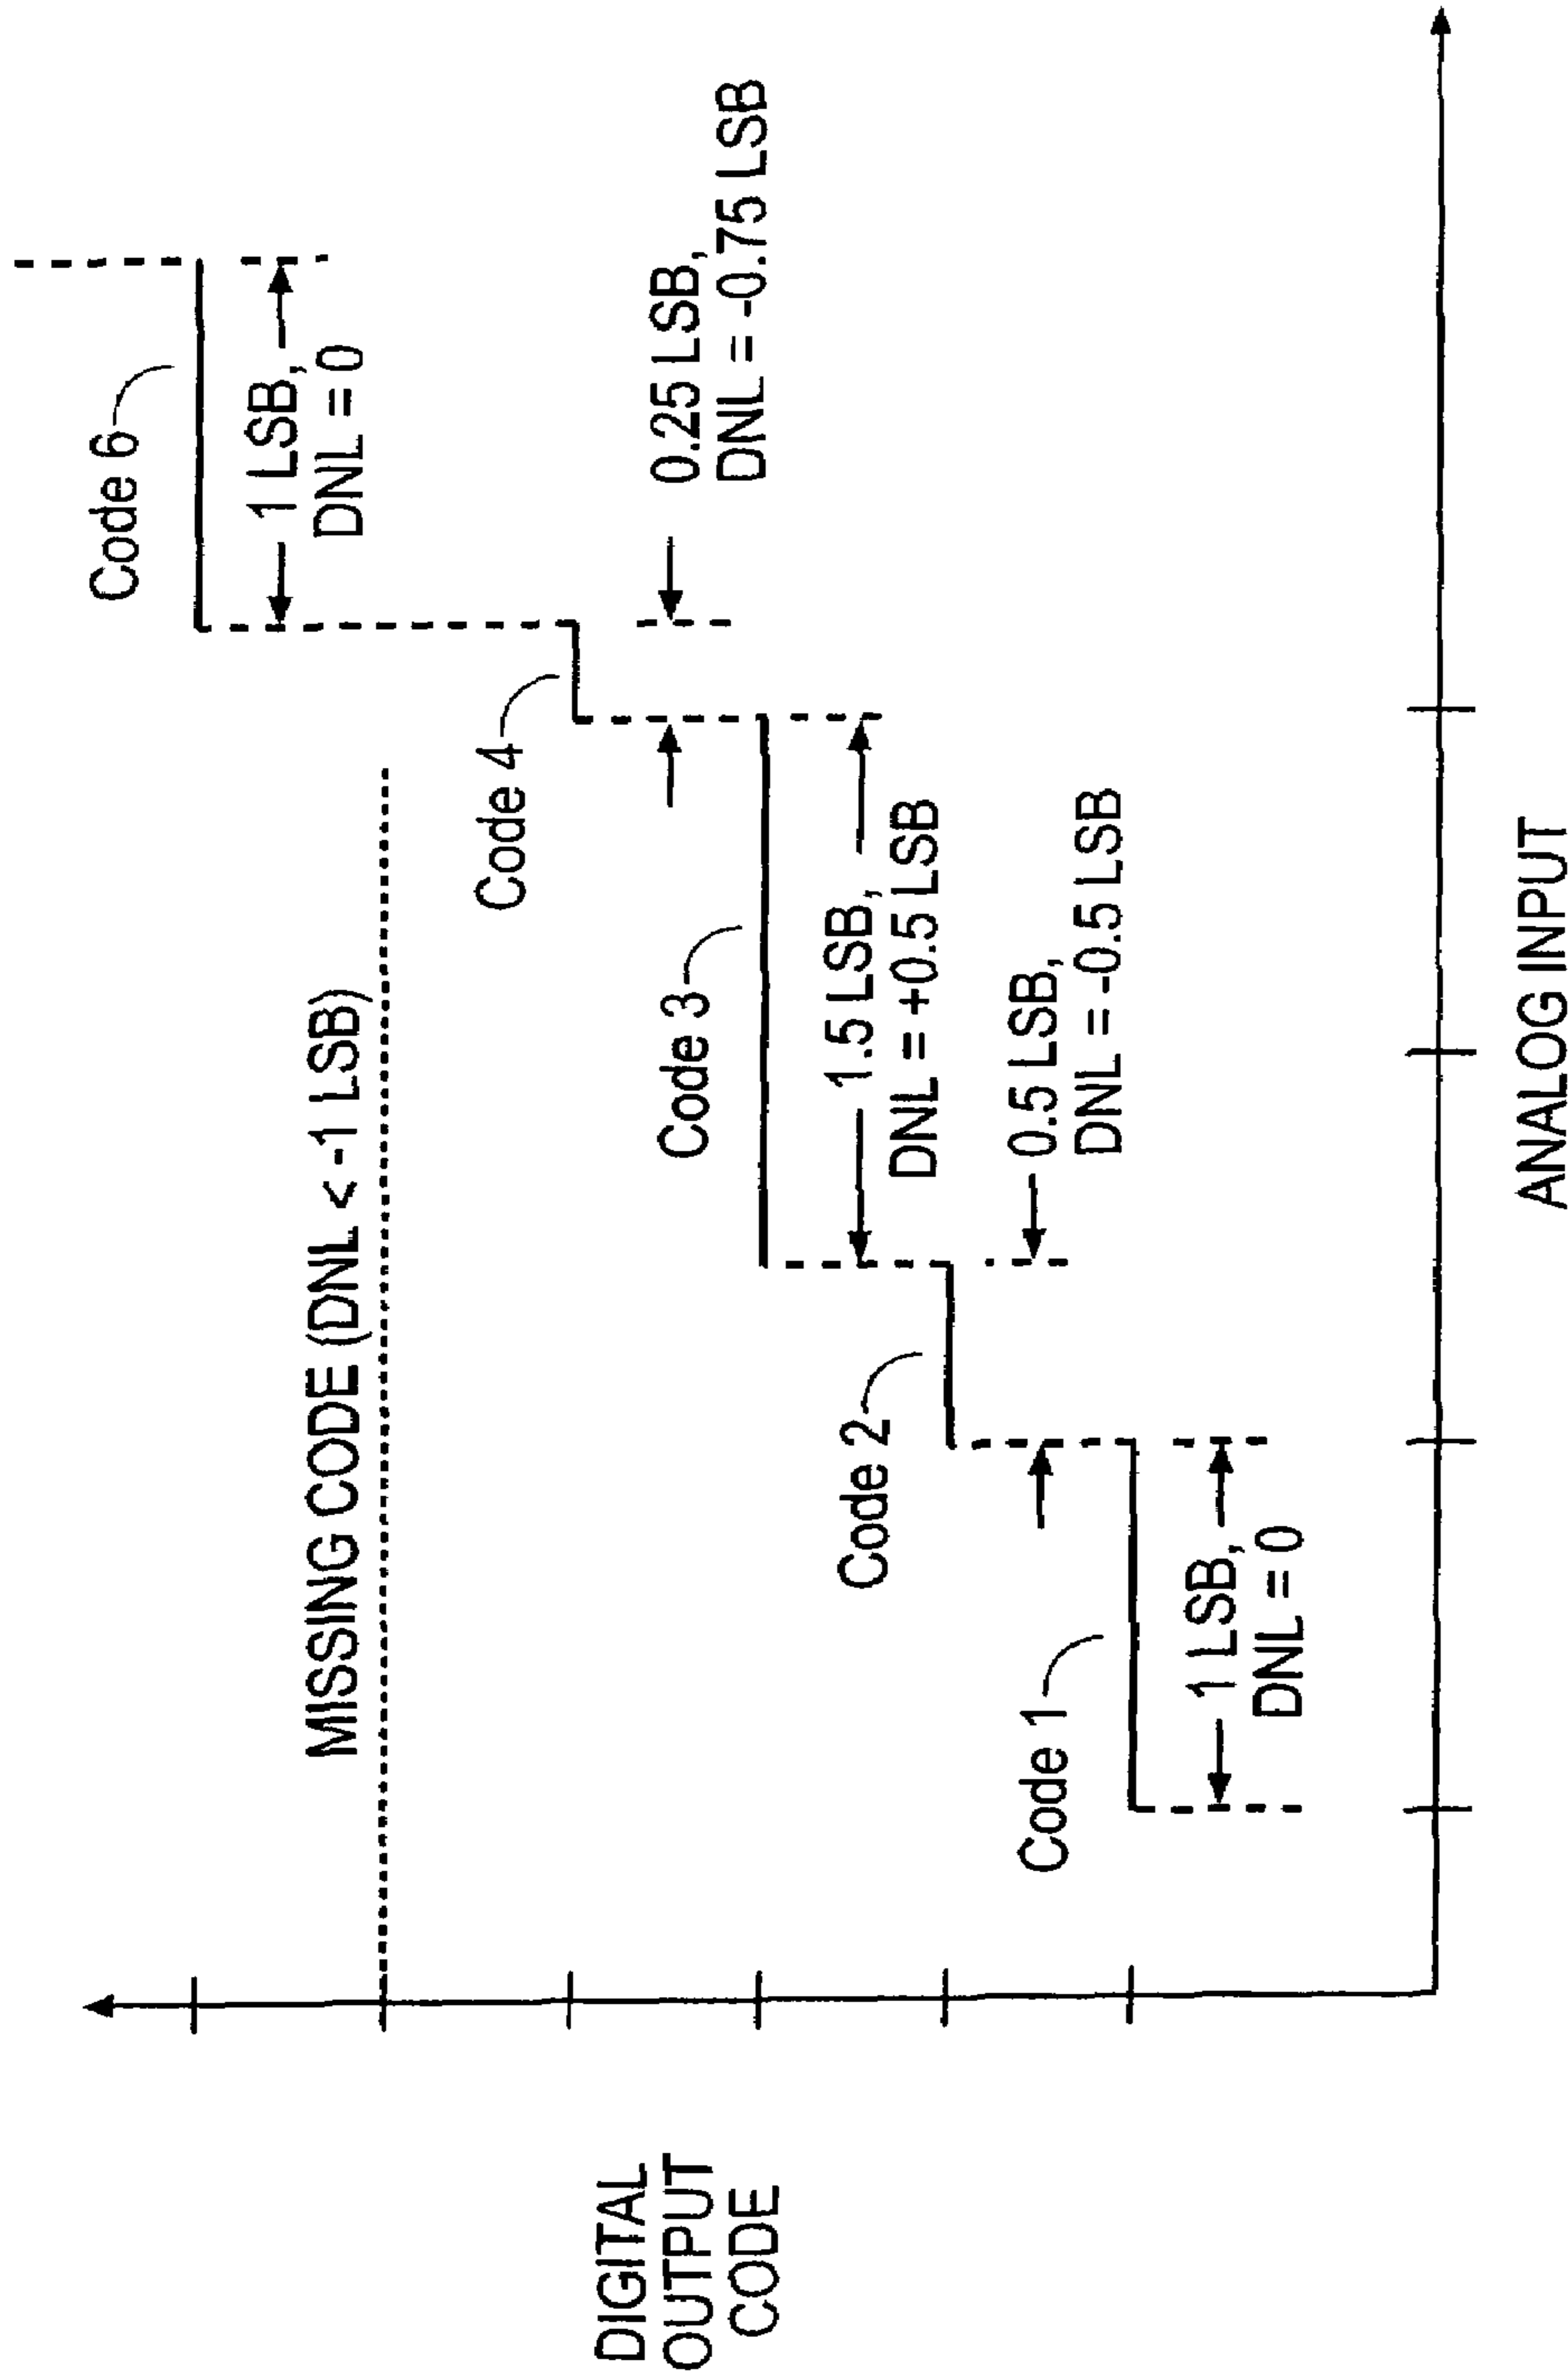 Code 6
1 LSB,
DNL = 0
MISSING CODE (DNL < -1 LSB)
Code 4
0.25 LSB,
DNL = -0.75 LSB
Code 3
1.5 LSB,
DNL = +0.5 LSB
Code 2
0.5 LSB,
DNL = -0.5 LSB
Code 1
1 LSB,
DNL = 0
DIGITAL
OUTPUT
CODE
ANALOG INPUT